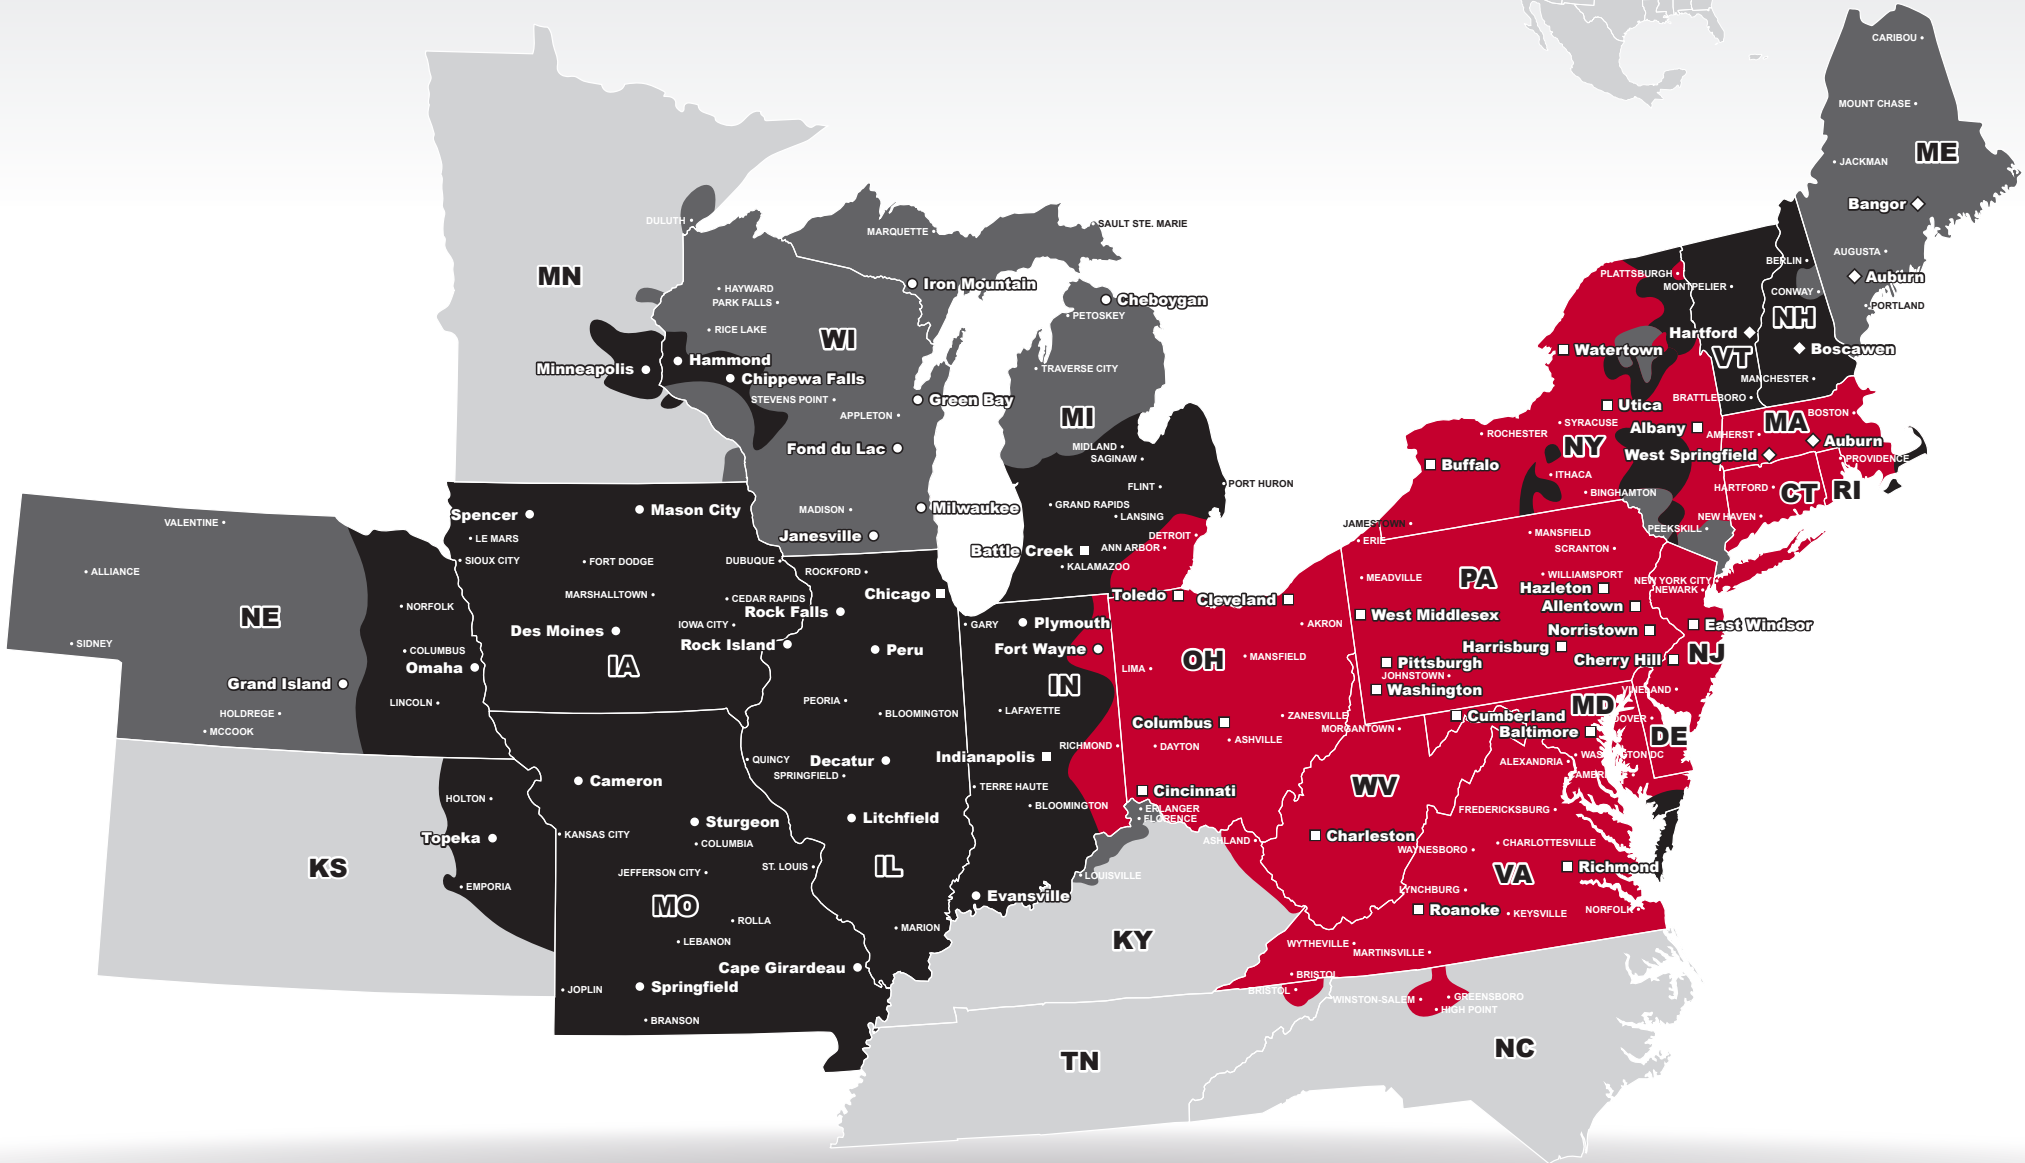 CARIBOU
MOUNT CHASE
ME
JACKMAN
Bangor
AUGUSTA
Auburn
PORTLAND
BERLIN
CONWAY
NH
Boscawen
MANCHESTER
MONTPELIER
Hartford
VT
BRATTLEBORO
PLATTSBURGH
Watertown
Utica
SYRACUSE
ROCHESTER
Albany
NY
Buffalo
ITHACA
BINGHAMTON
West Springfield
AMHERST
MA
BOSTON
Auburn
PROVIDENCE
HARTFORD
CT
RI
NEW HAVEN
PEEKSKILL
JAMESTOWN
ERIE
MANSFIELD
SCRANTON
MEADVILLE
PA
WILLIAMSPORT
Hazleton
NEW YORK CITY
NEWARK
Allentown
West Middlesex
Norristown
East Windsor
Harrisburg
Cherry Hill
NJ
Pittsburgh
JOHNSTOWN
Washington
VINELAND
Cumberland
MD
DOVER
Baltimore
DE
MORGANTOWN
WASHINGTON DC
ALEXANDRIA
WV
FREDERICKSBURG
Charleston
CHARLOTTESVILLE
WAYNESBORO
Richmond
VA
LYNCHBURG
Roanoke
KEYSVILLE
NORFOLK
WYTHEVILLE
MARTINSVILLE
BRISTOL
BRISTOL
WINSTON-SALEM
GREENSBORO
HIGH POINT
NC
TN
KY
LOUISVILLE
ASHLAND
ERLANGER
FLORENCE
Cincinnati
Toledo
Cleveland
AKRON
LIMA
OH
MANSFIELD
Columbus
ZANESVILLE
DAYTON
ASHVILLE
SAULT STE. MARIE
MARQUETTE
Iron Mountain
Cheboygan
PETOSKEY
TRAVERSE CITY
MI
MIDLAND
SAGINAW
FLINT
PORT HURON
GRAND RAPIDS
LANSING
DETROIT
Battle Creek
ANN ARBOR
KALAMAZOO
GARY
Plymouth
Fort Wayne
IN
LAFAYETTE
RICHMOND
Indianapolis
TERRE HAUTE
BLOOMINGTON
Evansville
DULUTH
MN
Minneapolis
HAYWARD
PARK FALLS
RICE LAKE
WI
Hammond
Chippewa Falls
STEVENS POINT
Green Bay
APPLETON
Fond du Lac
MADISON
Milwaukee
Janesville
ROCKFORD
Chicago
Rock Falls
Rock Island
Peru
PEORIA
BLOOMINGTON
QUINCY
Decatur
SPRINGFIELD
Litchfield
IL
MARION
Spencer
Mason City
LE MARS
SIOUX CITY
FORT DODGE
DUBUQUE
MARSHALLTOWN
CEDAR RAPIDS
Des Moines
IOWA CITY
IA
VALENTINE
ALLIANCE
NE
NORFOLK
SIDNEY
COLUMBUS
Omaha
Grand Island
LINCOLN
HOLDREGE
MCCOOK
HOLTON
Topeka
KS
EMPORIA
Cameron
Sturgeon
KANSAS CITY
COLUMBIA
ST. LOUIS
JEFFERSON CITY
MO
ROLLA
LEBANON
Cape Girardeau
Springfield
JOPLIN
BRANSON